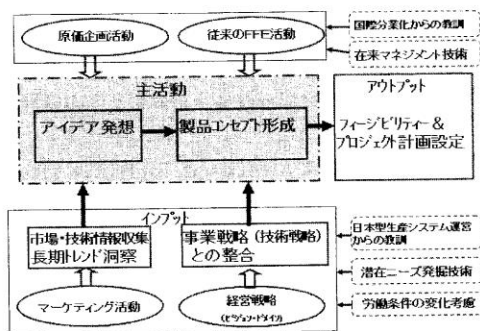 原価企画活動
従来のFFE活動
国際分業化からの教訓
在来マネジメント技術
主活動
アイデア発想
製品コンセプト形成
アウトプット
フィージビリティー＆
プロジェクト計画設定
インプット
市場・技術情報収集
長期トレンド洞察
事業戦略（技術戦略）
との整合
日本型生産システム運営
からの教訓
潜在ニーズ発掘技術
労働条件の変化考慮
マーケティング活動
経営戦略
(ビジョン・ドメイン)